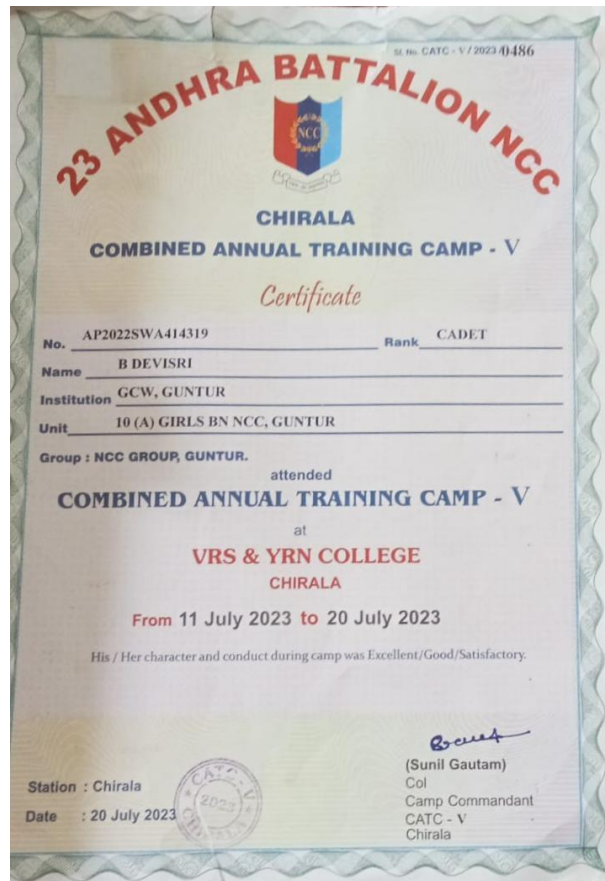 Sl. No. CATC - V / 2023 /0486
23 ANDHRA BATTALION NCC
NCC
CHIRALA
COMBINED ANNUAL TRAINING CAMP - V
Certificate
No. AP2022SWA414319 Rank CADET
Name B DEVISRI
Institution GCW, GUNTUR
Unit 10 (A) GIRLS BN NCC, GUNTUR
Group : NCC GROUP, GUNTUR.
attended
COMBINED ANNUAL TRAINING CAMP - V
at
VRS & YRN COLLEGE
CHIRALA
From 11 July 2023 to 20 July 2023
His / Her character and conduct during camp was Excellent/Good/Satisfactory.
(Sunil Gautam)
Station : Chirala
Col
Camp Commandant
Date : 20 July 2023
CATC - V
Chirala
CATC - V
2023
CHIRALA